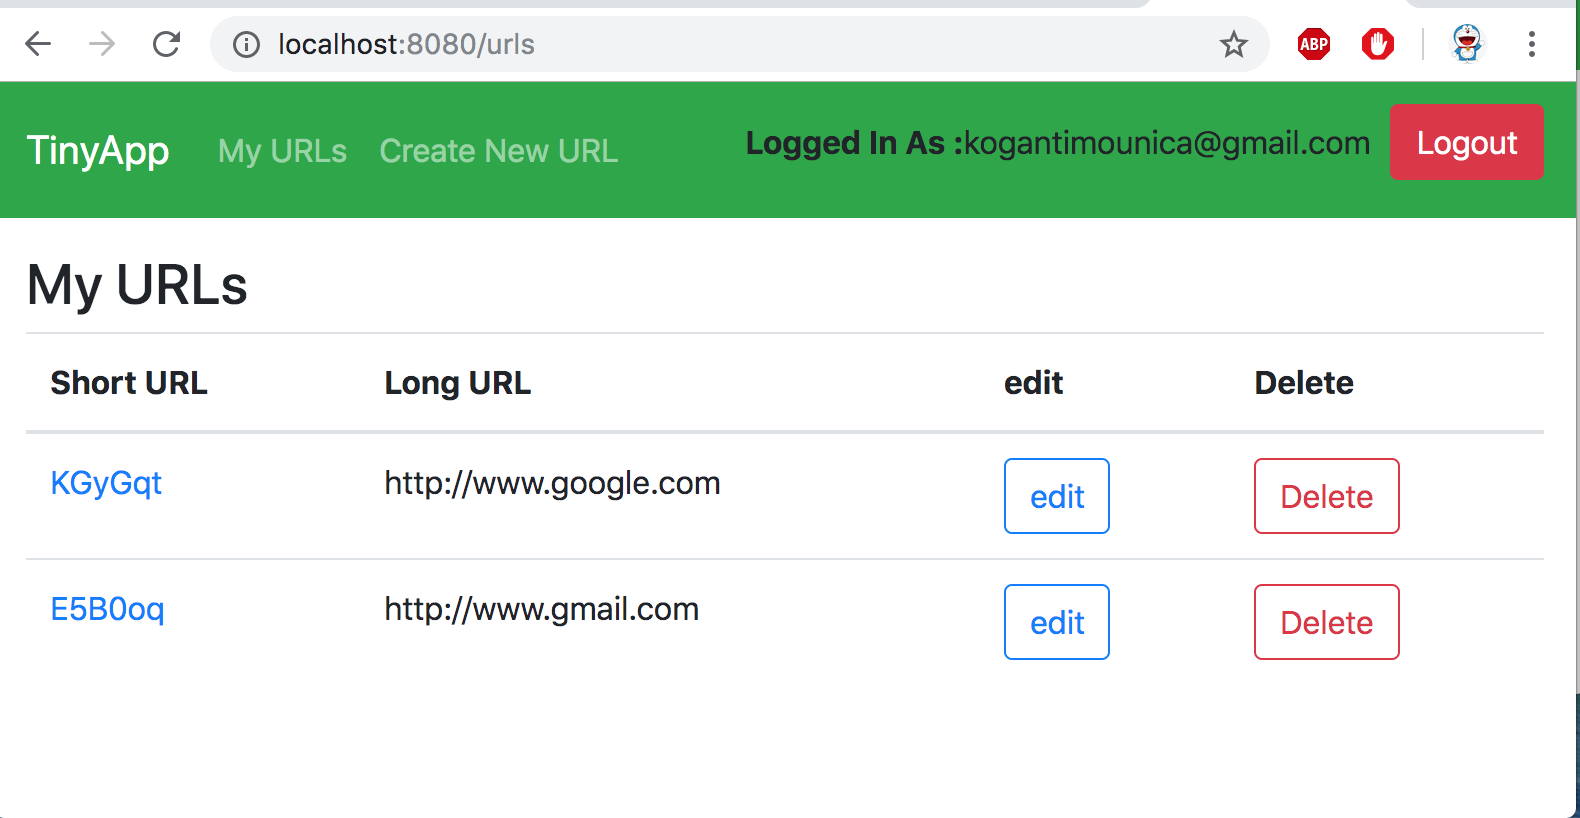 localhost:8080/urls
ABP
TinyApp My URLs Create New URL Logged In As :kogantimounica@gmail.com Logout
My URLs
Short URL Long URL edit Delete
KGyGqt http://www.google.com edit Delete
E5B0oq http://www.gmail.com edit Delete